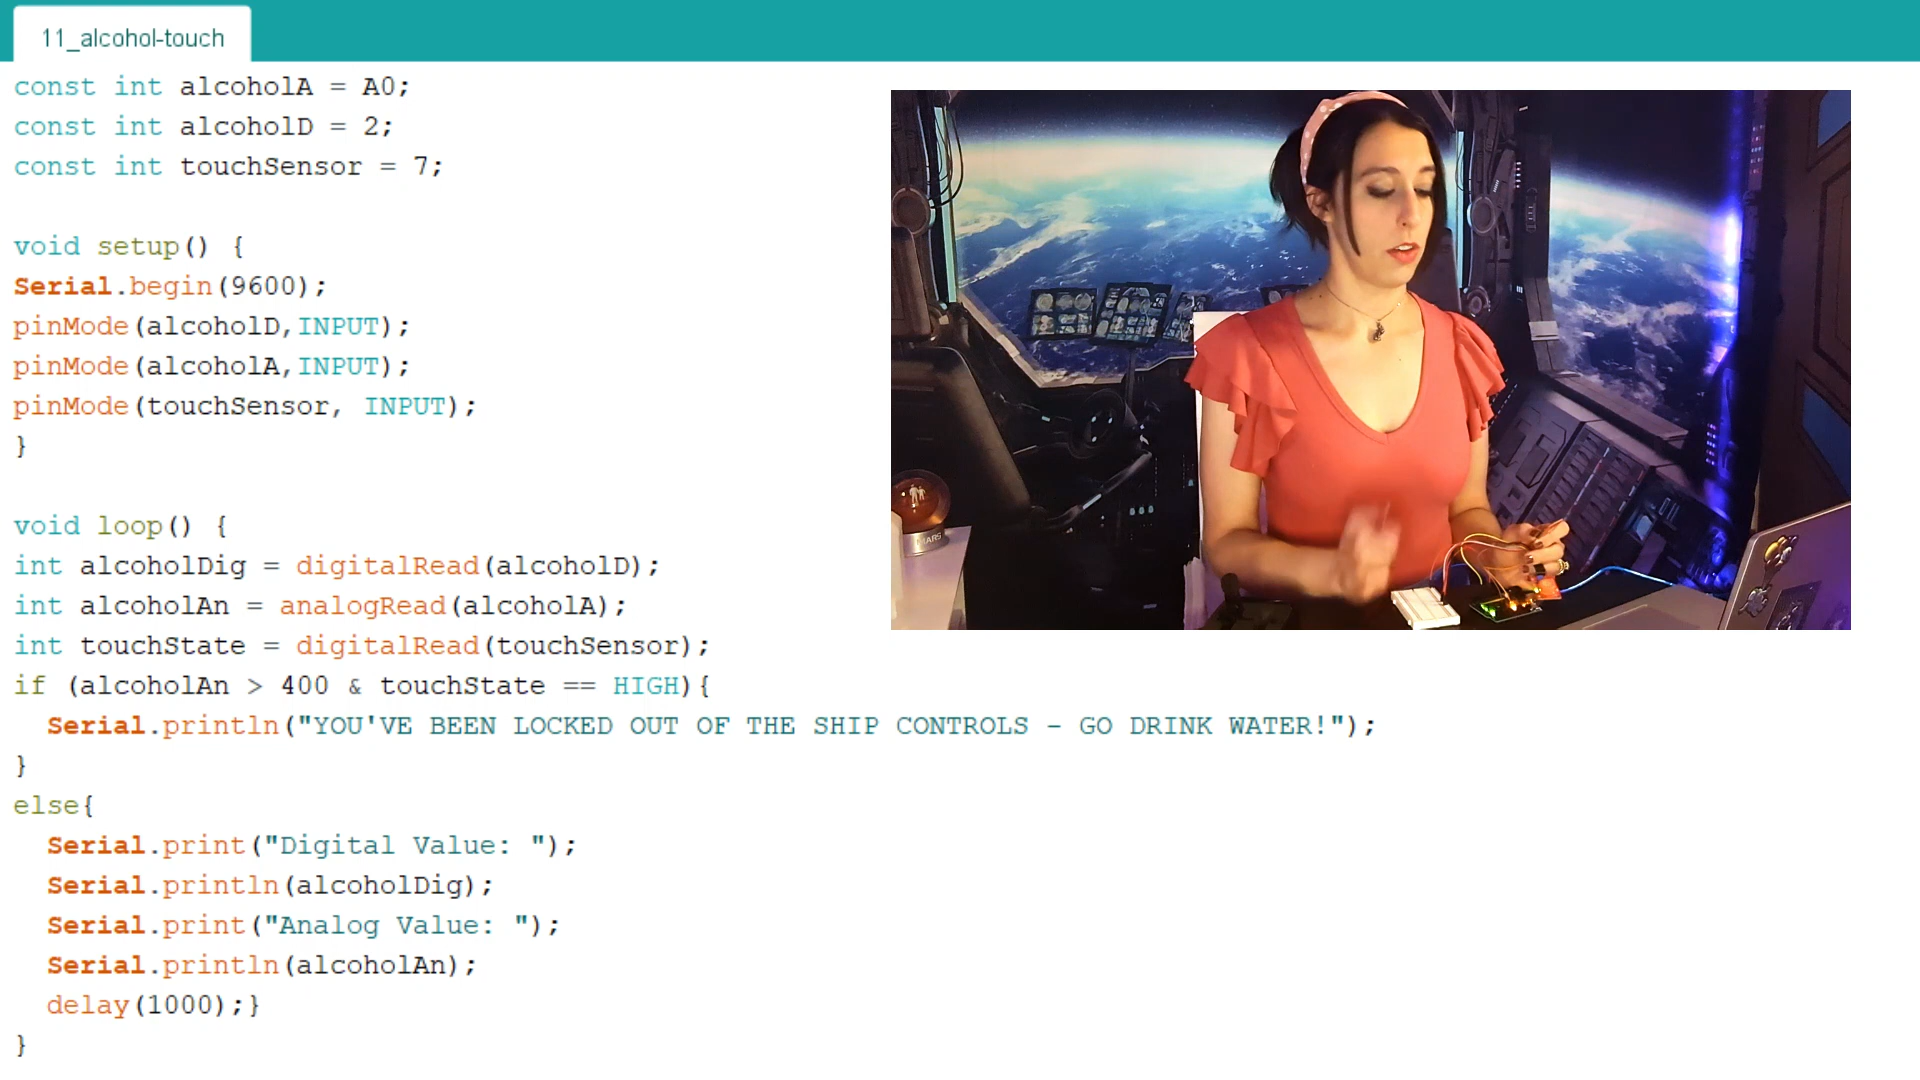 11_alcohol-touch
const int alcoholA = A0;
const int alcoholD = 2;
const int touchSensor = 7;
void setup() {
Serial.begin(9600);
pinMode(alcoholD,INPUT);
pinMode(alcoholA,INPUT);
pinMode(touchSensor, INPUT);
}
void loop() {
int alcoholDig = digitalRead(alcoholD);
int alcoholAn = analogRead(alcoholA);
int touchState = digitalRead(touchSensor);
if (alcoholAn > 400 & touchState == HIGH){
Serial.println("YOU'VE BEEN LOCKED OUT OF THE SHIP CONTROLS - GO DRINK WATER!");
}
else{
Serial.print("Digital Value: ");
Serial.println(alcoholDig);
Serial.print("Analog Value: ");
Serial.println(alcoholAn);
delay(1000);}
}
MARS